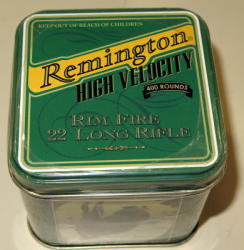 KEEP OUT OF REACH OF CHILDREN
Remington®
HIGH VELOCITY
400 ROUNDS
RIM FIRE
22 LONG RIFLE